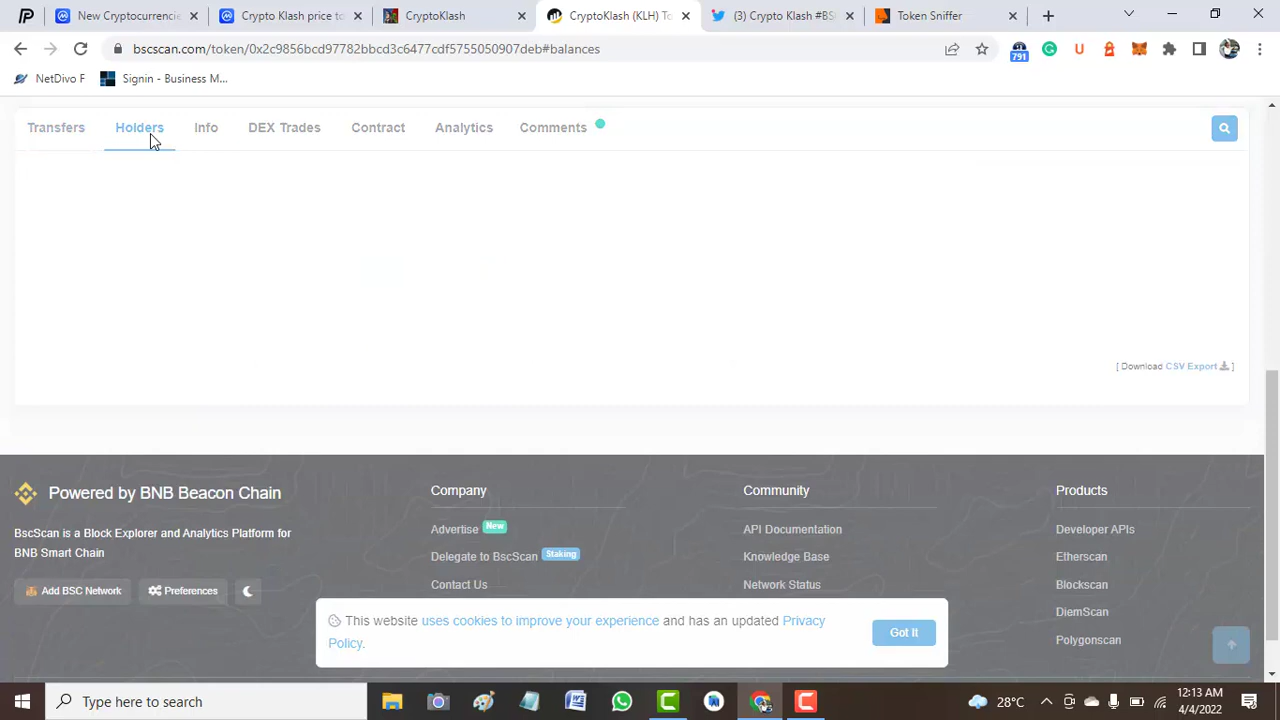 New Cryptocurrencie
Crypto Klash price to
CryptoKlash
CryptoKlash (KLH) To
(3) Crypto Klash #BS
Token Sniffer
bscscan.com/token/0x2c9856bcd97782bbcd3c6477cdf5755050907deb#balances
791
NetDivo F
Signin - Business M...
Transfers
Holders
Info
DEX Trades
Contract
Analytics
Comments
[ Download CSV Export ]
Powered by BNB Beacon Chain
BscScan is a Block Explorer and Analytics Platform for
BNB Smart Chain
Add BSC Network
Preferences
Company
Advertise New
Delegate to BscScan Staking
Contact Us
Community
API Documentation
Knowledge Base
Network Status
Products
Developer APIs
Etherscan
Blockscan
DiemScan
Polygonscan
This website uses cookies to improve your experience and has an updated Privacy
Policy.
Got it
Type here to search
28°C
12:13 AM
4/4/2022